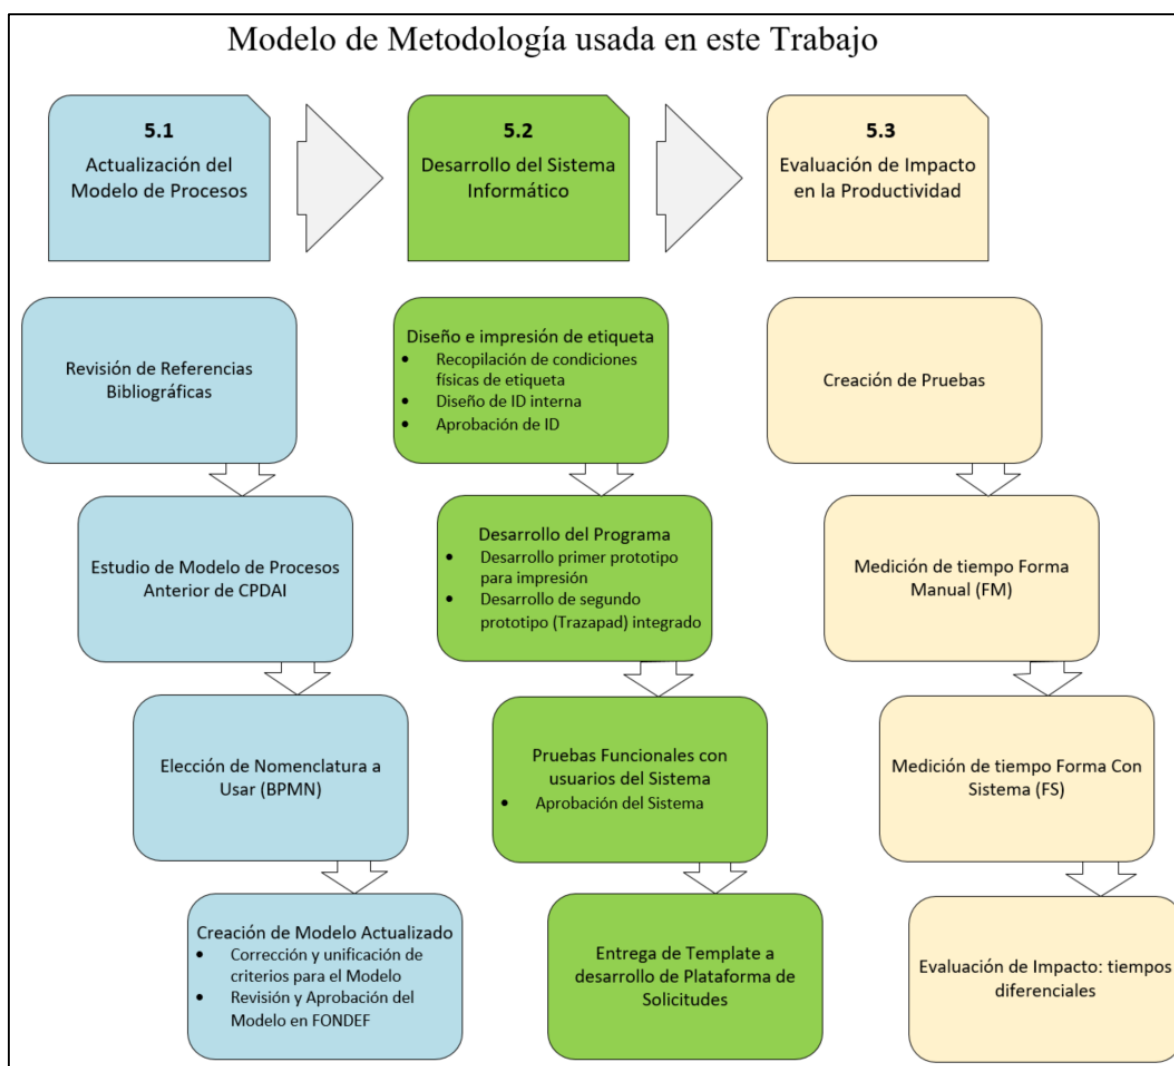 Modelo de Metodología usada en este Trabajo
5.1
Actualización del
Modelo de Procesos
5.2
Desarrollo del Sistema
Informático
5.3
Evaluación de Impacto
en la Productividad
Revisión de Referencias
Bibliográficas
Estudio de Modelo de Procesos
Anterior de CPDAI
Elección de Nomenclatura a
Usar (BPMN)
Creación de Modelo Actualizado
• Corrección y unificación de
criterios para el Modelo
• Revisión y Aprobación del
Modelo en FONDEF
Diseño e impresión de etiqueta
• Recopilación de condiciones
físicas de etiqueta
• Diseño de ID interna
• Aprobación de ID
Desarrollo del Programa
• Desarrollo primer prototipo
para impresión
• Desarrollo de segundo
prototipo (Trazapad) integrado
Pruebas Funcionales con
usuarios del Sistema
• Aprobación del Sistema
Entrega de Template a
desarrollo de Plataforma de
Solicitudes
Creación de Pruebas
Medición de tiempo Forma
Manual (FM)
Medición de tiempo Forma Con
Sistema (FS)
Evaluación de Impacto: tiempos
diferenciales